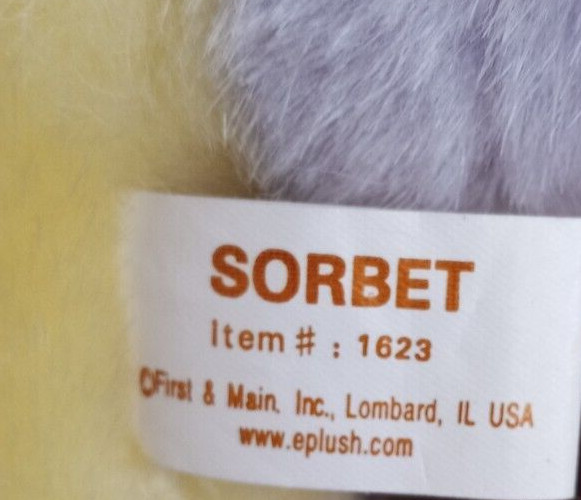 SORBET
Item # : 1623
©First & Main, Inc., Lombard, IL USA
www.eplush.com